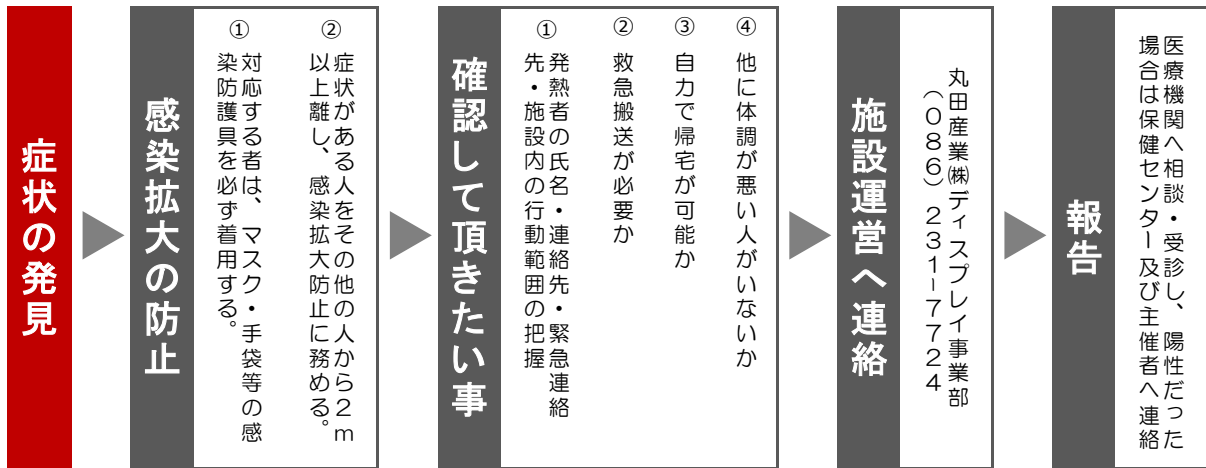 症状の発見
感染拡大の防止
①
対応する者は、マスク・手袋等の感
染防護具を必ず着用する。
②
症状がある人をその他の人から2m
以上離し、感染拡大防止に務める。
確認して頂きたい事
①
発熱者の氏名・連絡先・緊急連絡
先・施設内の行動範囲の把握
②
救急搬送が必要か
③
自力で帰宅が可能か
④
他に体調が悪い人がいないか
施設運営へ連絡
丸田産業㈱ディスプレイ事業部
(086)231-7724
報告
医療機関へ相談・受診し、陽性だった
場合は保健センター及び主催者へ連絡